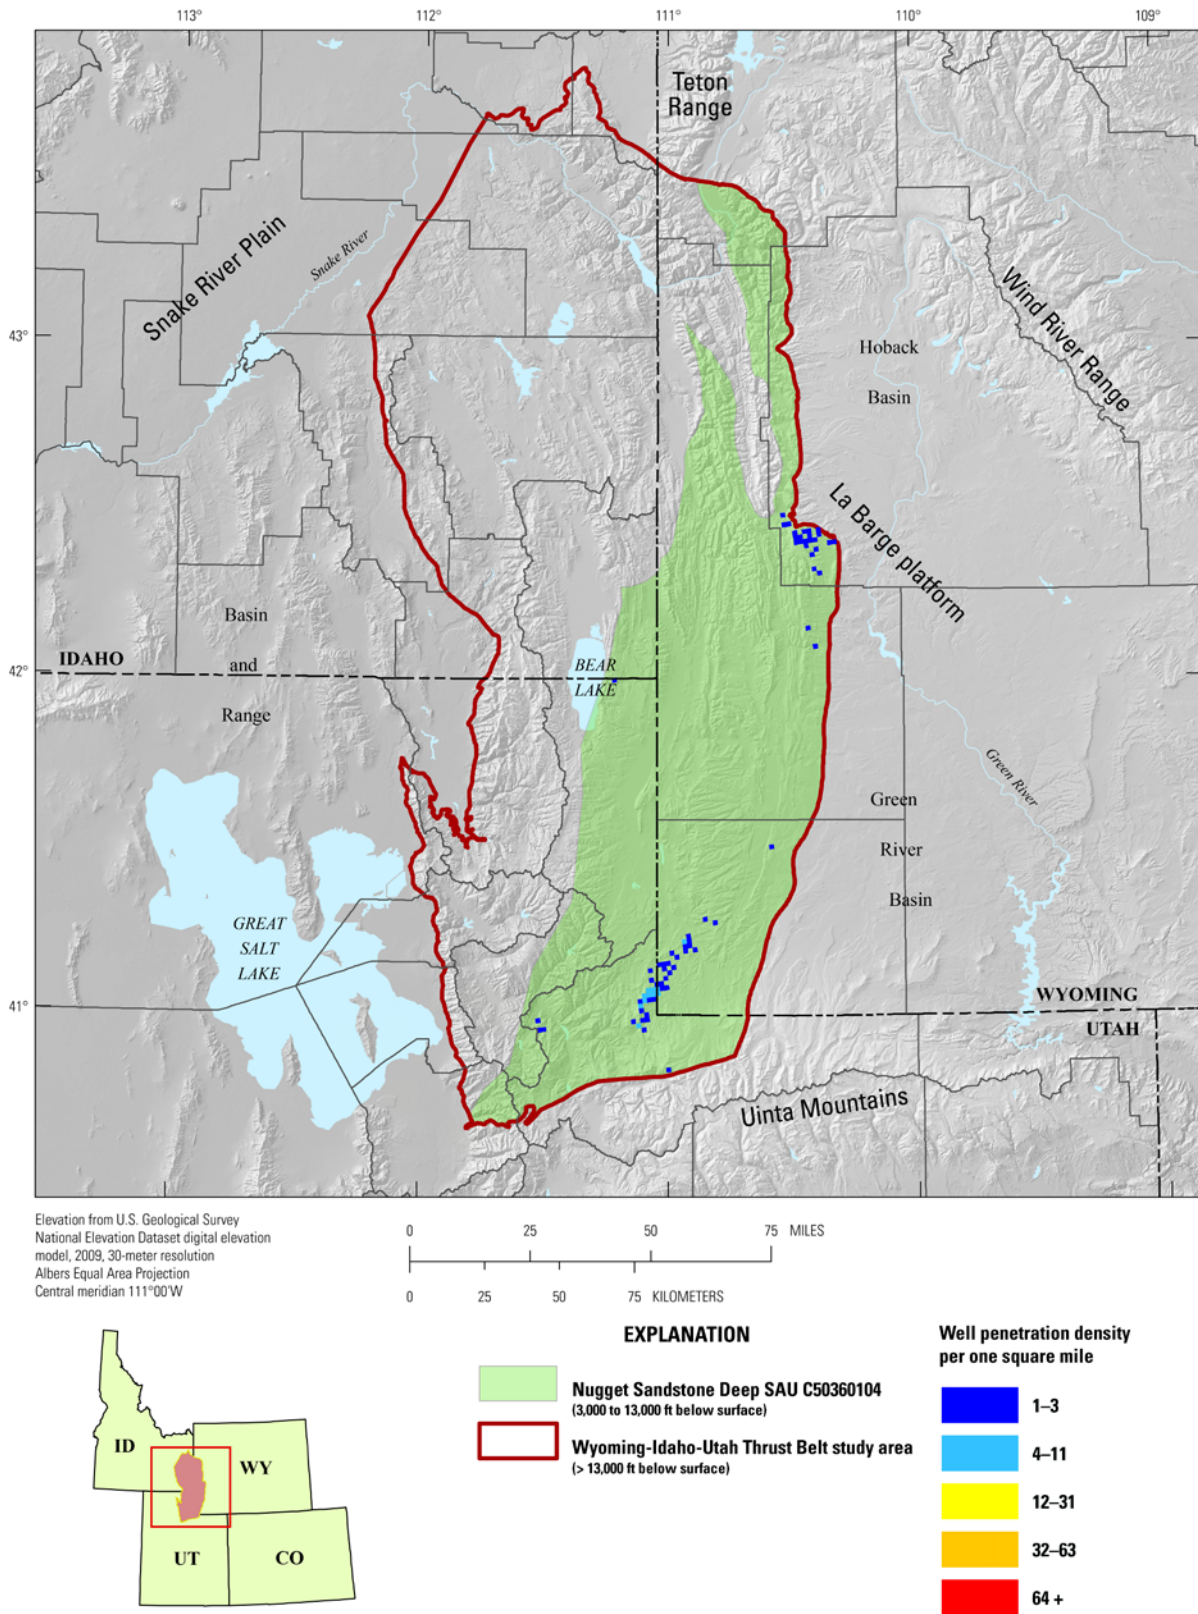 113°
112°
111°
110°
109°
Teton
Range
Snake River Plain
Snake River
Wind River Range
43°
Hoback
Basin
La Barge platform
Basin
and
Range
IDAHO
42°
BEAR
LAKE
Green River
Green
River
Basin
GREAT
SALT
LAKE
41°
WYOMING
UTAH
Uinta Mountains
Elevation from U.S. Geological Survey
National Elevation Dataset digital elevation
model, 2009, 30-meter resolution
Albers Equal Area Projection
Central meridian 111°00'W
0 25 50 75 MILES
0 25 50 75 KILOMETERS
EXPLANATION
Nugget Sandstone Deep SAU C50360104
(3,000 to 13,000 ft below surface)
Wyoming-Idaho-Utah Thrust Belt study area
(> 13,000 ft below surface)
Well penetration density
per one square mile
1–3
4–11
12–31
32–63
64 +
ID
WY
UT
CO